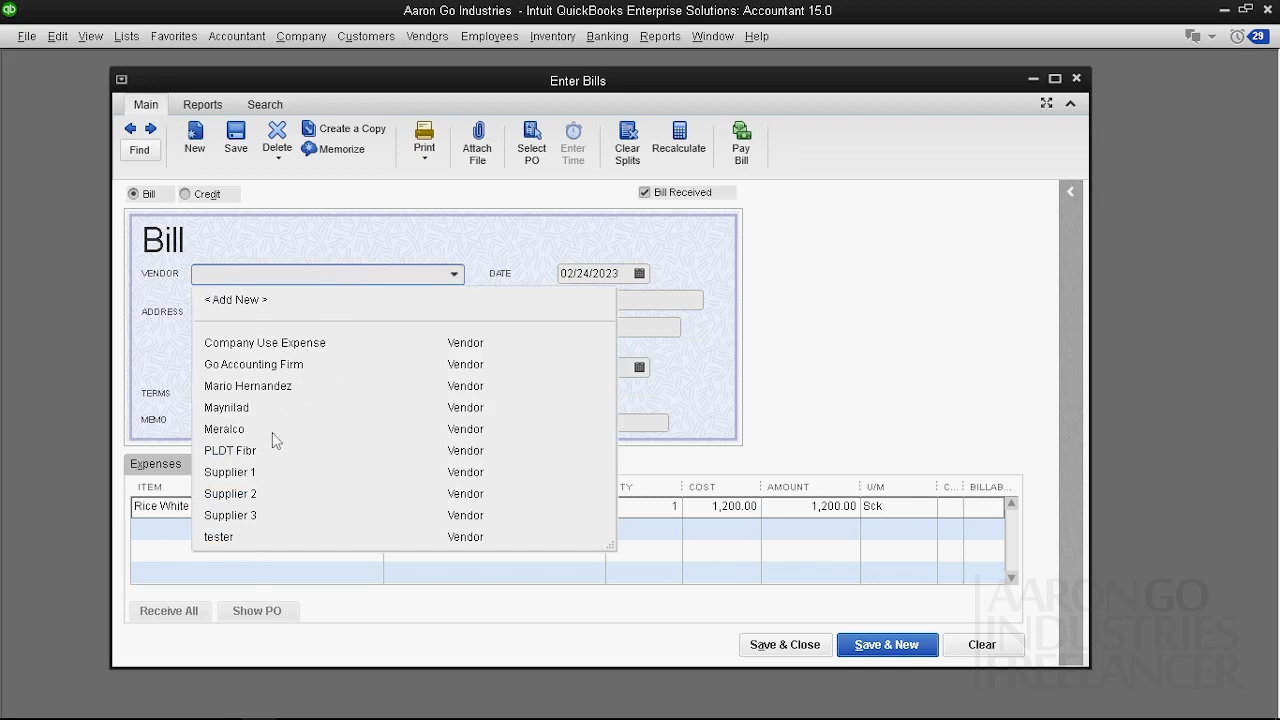 Aaron Go Industries - Intuit QuickBooks Enterprise Solutions: Accountant 15.0
File Edit View Lists Favorites Accountant Company Customers Vendors Employees Inventory Banking Reports Window Help 29
Enter Bills
Main Reports Search
Find New Save Delete Create a Copy Memorize Print Attach File Select PO Enter Time Clear Splits Recalculate Pay Bill
Bill Credit Bill Received
Bill
VENDOR DATE 02/24/2023
< Add New >
ADDRESS
Company Use Expense Vendor
Go Accounting Firm Vendor
Mario Hernandez Vendor
TERMS
Maynilad Vendor
MEMO
Meralco Vendor
PLDT Fibr Vendor
Expenses
Supplier 1 Vendor
ITEM TY COST AMOUNT U/M C... BILLAB...
Supplier 2 Vendor
Rice White 1 1,200.00 1,200.00 Sck
Supplier 3 Vendor
tester Vendor
Receive All Show PO
Save & Close Save & New Clear
AARON GO
INDUSTRIES
FREELANCER